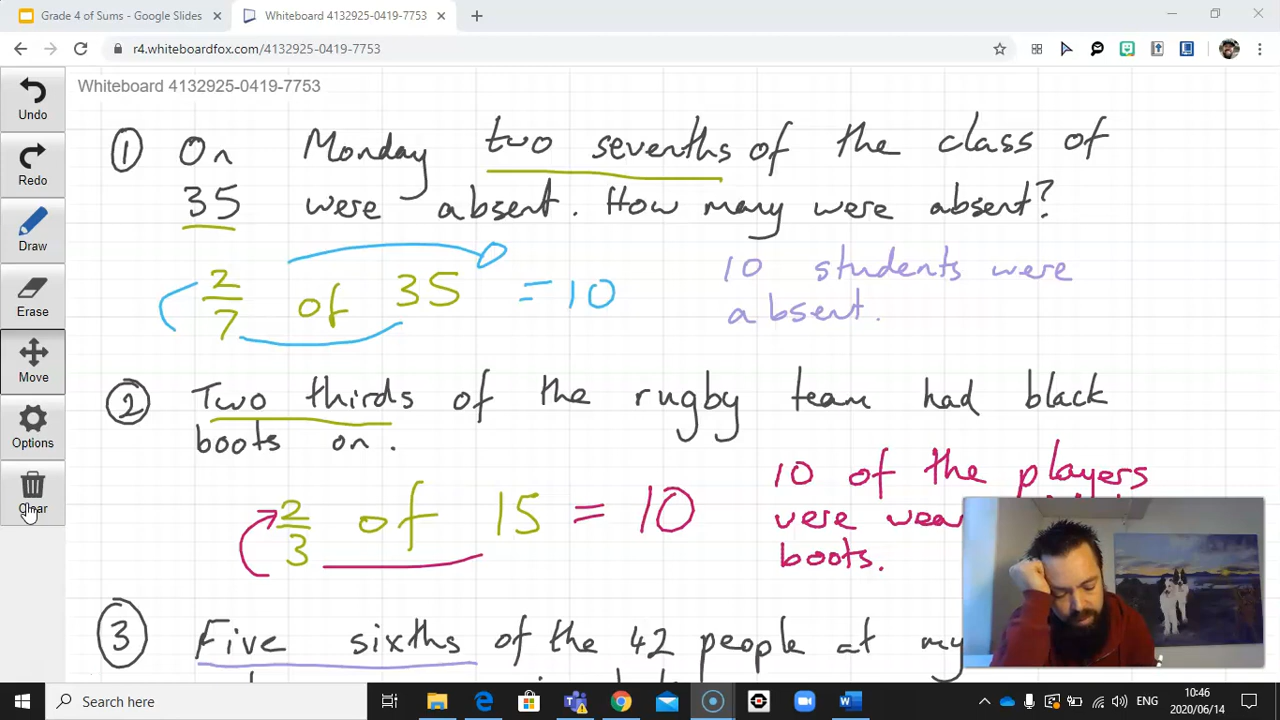 Grade 4 of Sums - Google Slides
Whiteboard 4132925-0419-7753
r4.whiteboardfox.com/4132925-0419-7753
Whiteboard 4132925-0419-7753
Undo
Redo
Draw
Erase
Move
Options
Clear
① On Monday two sevenths of the class of
35 were absent. How many were absent?
2/7 of 35 = 10
10 students were
absent.
② Two thirds of the rugby team had black
boots on.
2/3 of 15 = 10
10 of the players
were wea
boots.
③ Five sixths of the 42 people at my
Type here to search
ENG
10:46
2020/06/14